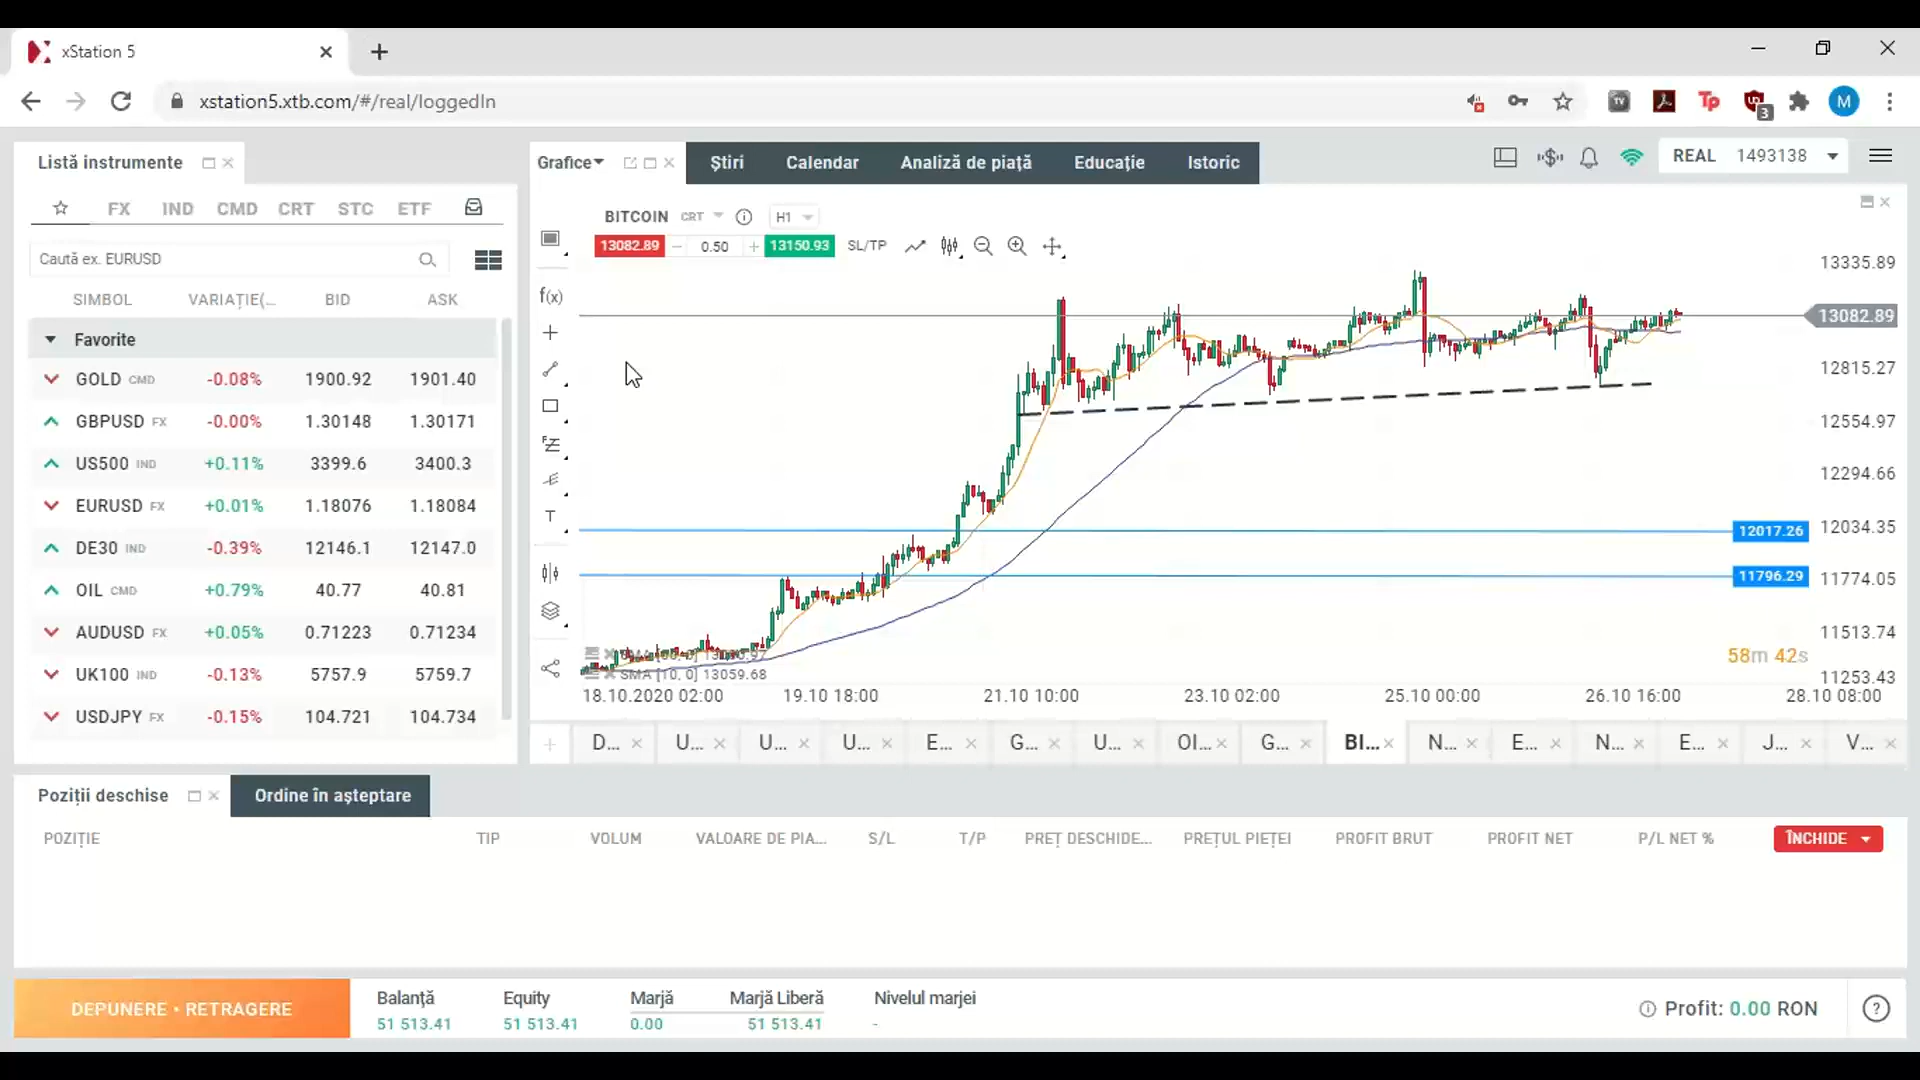 xStation 5
xstation5.xtb.com/#/real/loggedIn
3
M
Listă instrumente
Grafice
Știri
Calendar
Analiză de piață
Educație
Istoric
REAL 1493138
FX IND CMD CRT STC ETF
Caută ex. EURUSD
SIMBOL VARIAȚIE(... BID ASK
Favorite
GOLD CMD -0.08% 1900.92 1901.40
GBPUSD FX -0.00% 1.30148 1.30171
US500 IND +0.11% 3399.6 3400.3
EURUSD FX +0.01% 1.18076 1.18084
DE30 IND -0.39% 12146.1 12147.0
OIL CMD +0.79% 40.77 40.81
AUDUSD FX +0.05% 0.71223 0.71234
UK100 IND -0.13% 5757.9 5759.7
USDJPY FX -0.15% 104.721 104.734
BITCOIN CRT H1
13082.89 − 0.50 + 13150.93 SL/TP
f(x)
T
13335.89
13082.89
12815.27
12554.97
12294.66
12034.35
12017.26
11774.05
11796.29
11513.74
11253.43
58m 42s
SMA [10, 0] 13059.68
18.10.2020 02:00 19.10 18:00 21.10 10:00 23.10 02:00 25.10 00:00 26.10 16:00 28.10 08:00
D... U... U... U... E... G... U... OI... G... BI... N... E... N... E... J... V...
Poziții deschise
Ordine în așteptare
POZIȚIE TIP VOLUM VALOARE DE PIA... S/L T/P PREȚ DESCHIDE... PREȚUL PIEȚEI PROFIT BRUT PROFIT NET P/L NET % ÎNCHIDE
DEPUNERE • RETRAGERE
Balanță Equity Marjă Marjă Liberă Nivelul marjei
51 513.41 51 513.41 0.00 51 513.41 -
Profit: 0.00 RON
?